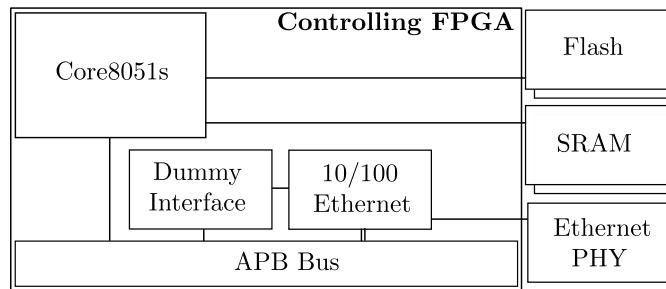 Controlling FPGA
Core8051s
Flash
SRAM
Dummy
Interface
10/100
Ethernet
Ethernet
PHY
APB Bus